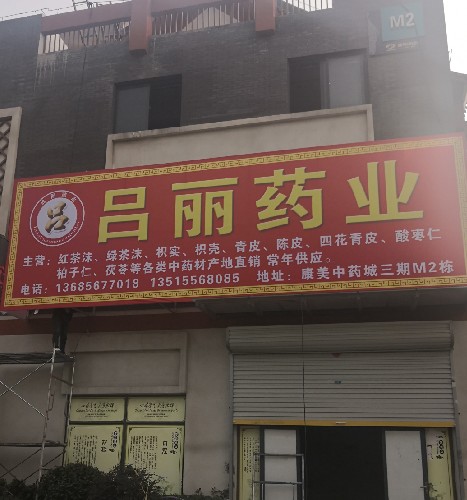 M2
吕
吕丽药业
主营：红茶沫、绿茶沫、枳实、枳壳、青皮、陈皮、四花青皮、酸枣仁
柏子仁、茯苓等各类中药材产地直销 常年供应。
电话：13685677018 13515568085 地址：康美中药城三期M2栋